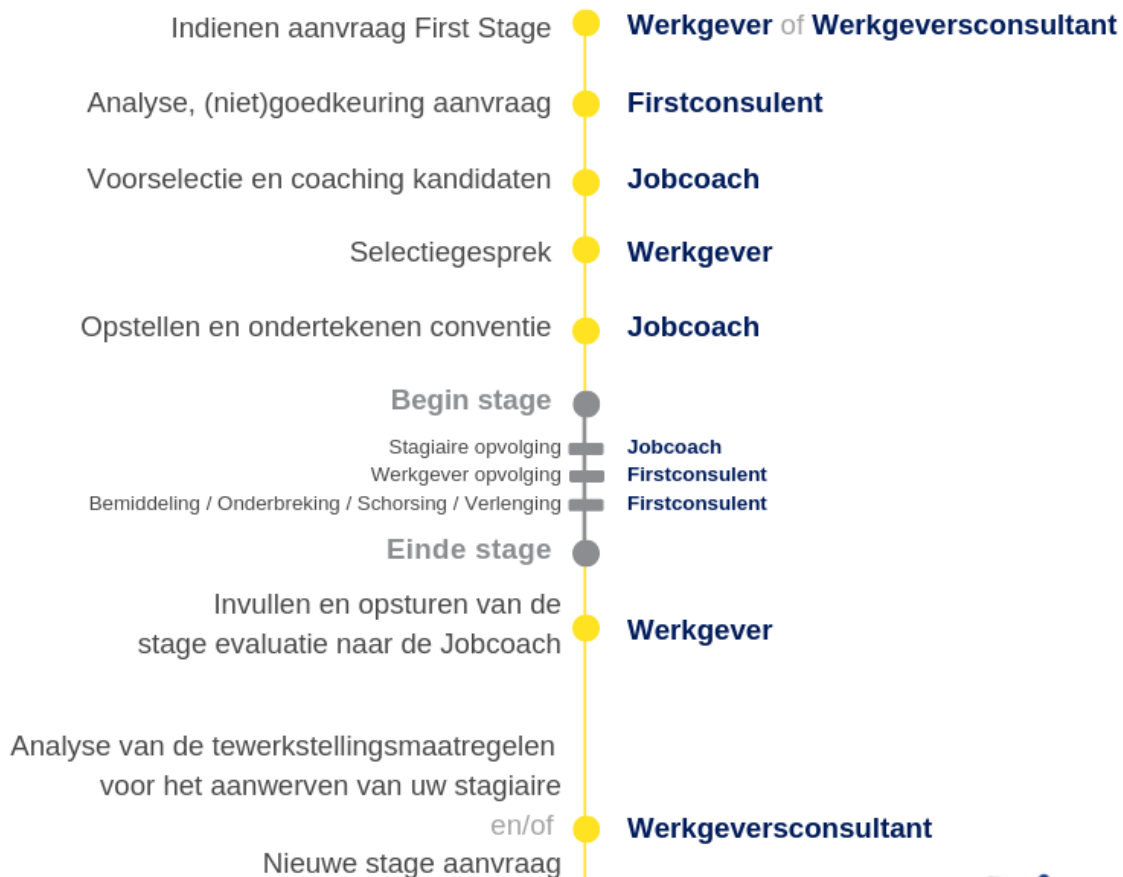 Indienen aanvraag First Stage Werkgever of Werkgeversconsultant
Analyse, (niet)goedkeuring aanvraag Firstconsulent
Voorselectie en coaching kandidaten Jobcoach
Selectiegesprek Werkgever
Opstellen en ondertekenen conventie Jobcoach
Begin stage
Stagiaire opvolging Jobcoach
Werkgever opvolging Firstconsulent
Bemiddeling / Onderbreking / Schorsing / Verlenging Firstconsulent
Einde stage
Invullen en opsturen van de
stage evaluatie naar de Jobcoach
Werkgever
Analyse van de tewerkstellingsmaatregelen
voor het aanwerven van uw stagiaire
en/of Werkgeversconsultant
Nieuwe stage aanvraag